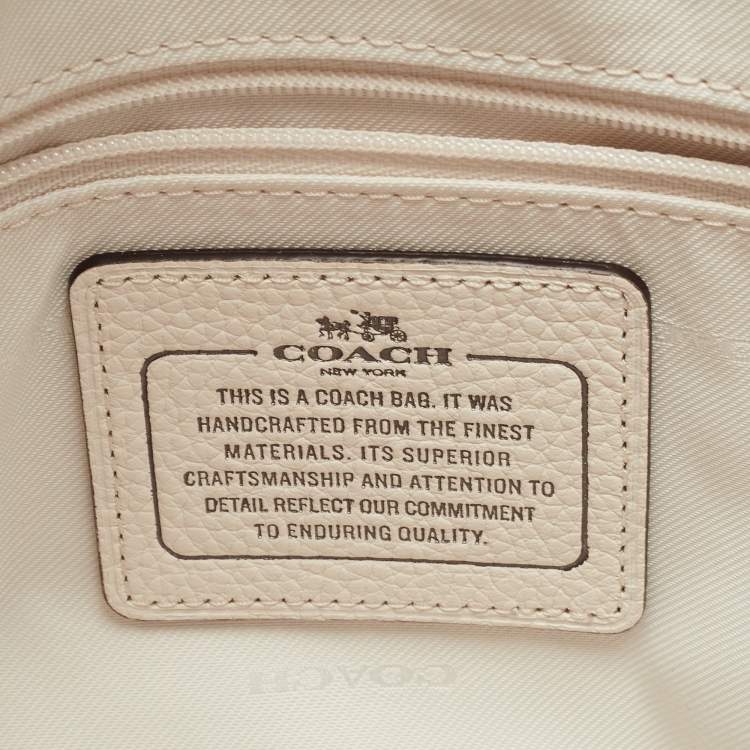 COACH
NEW YORK
THIS IS A COACH BAG. IT WAS
HANDCRAFTED FROM THE FINEST
MATERIALS. ITS SUPERIOR
CRAFTSMANSHIP AND ATTENTION TO
DETAIL REFLECT OUR COMMITMENT
TO ENDURING QUALITY.
COACH